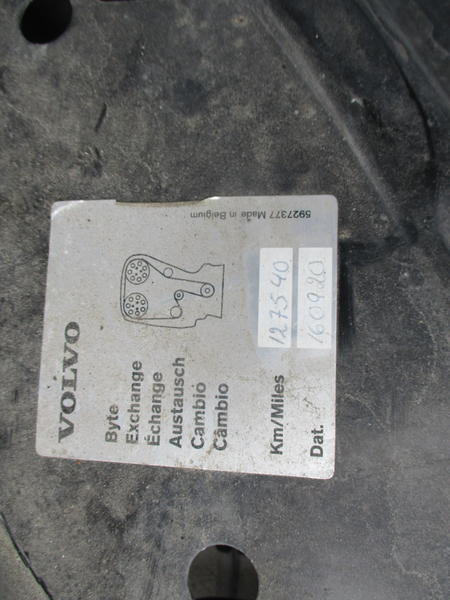 VOLVO
Byte
Exchange
Échange
Austausch
Cambio
Câmbio
Km/Miles 127540
Dat. 160920
5927377 Made in Belgium